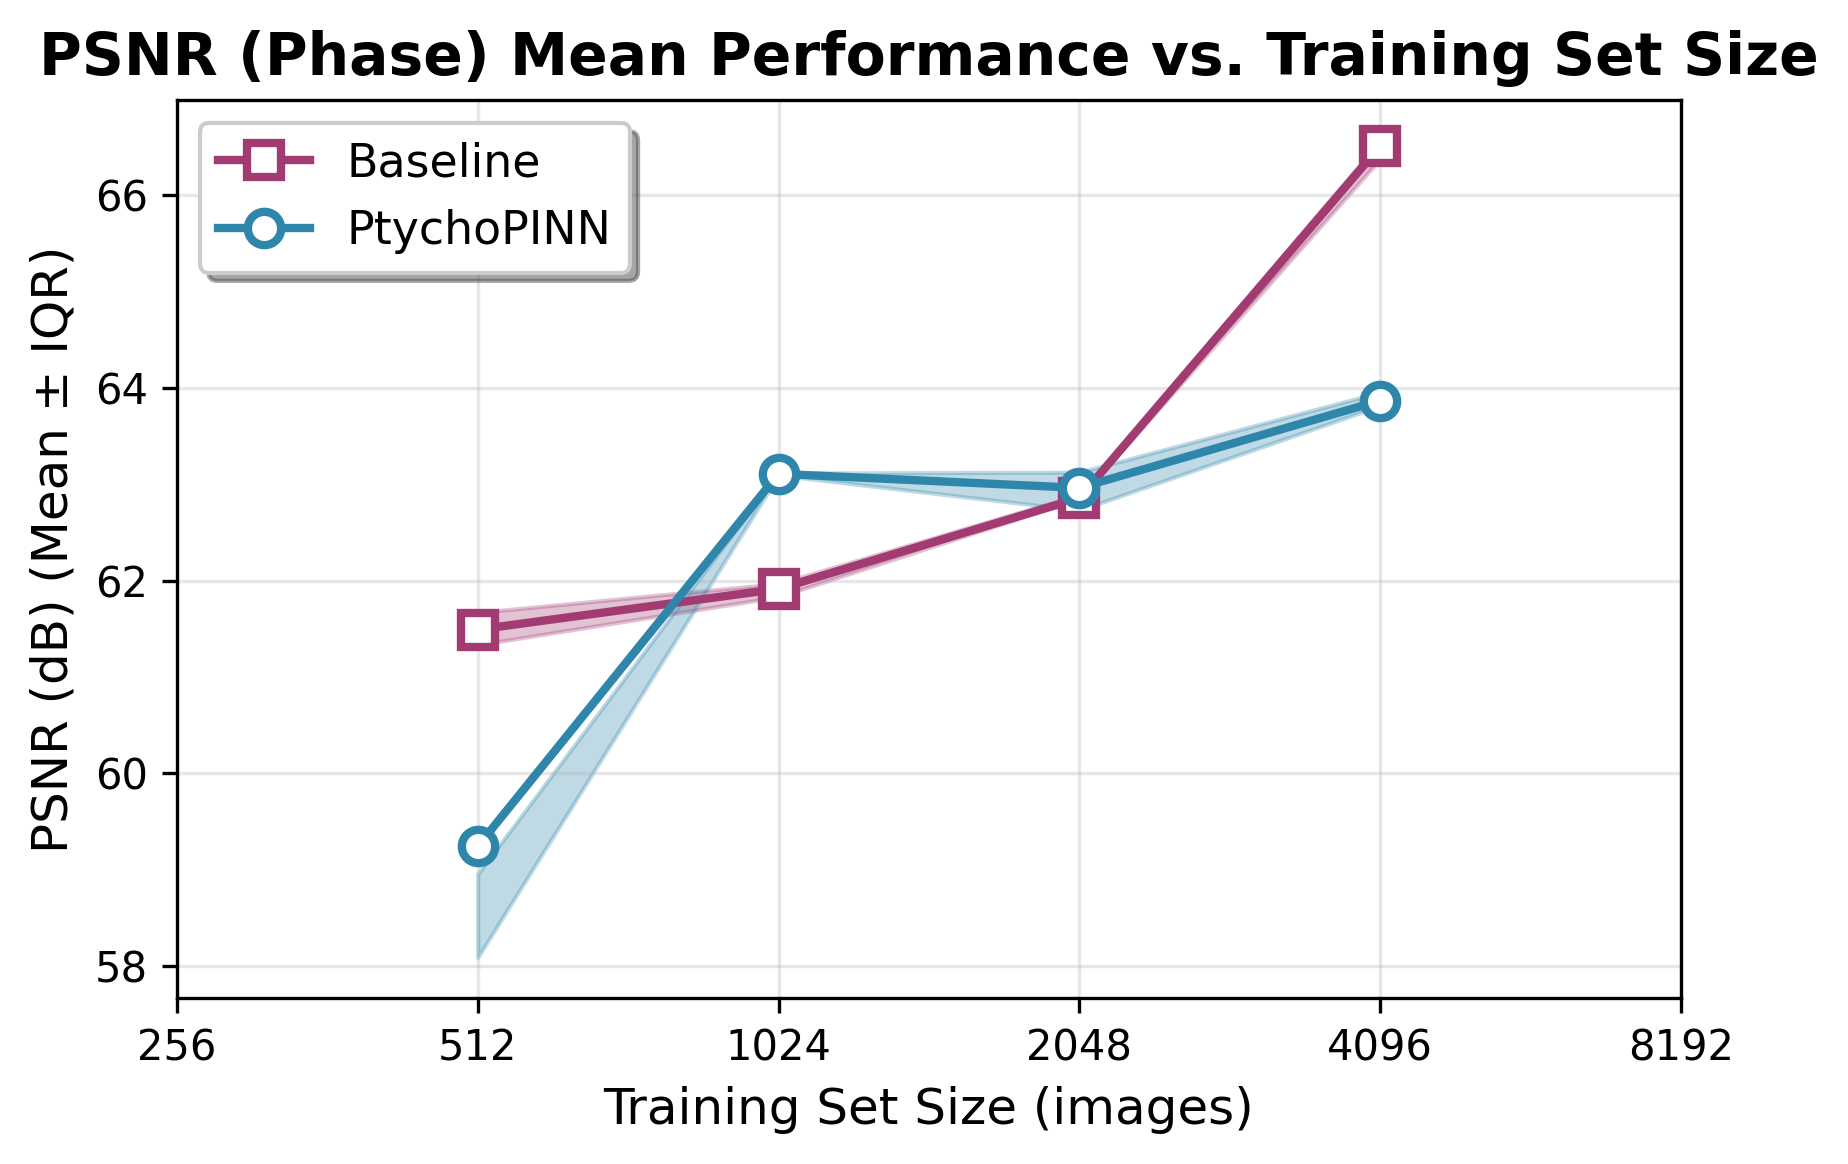 PSNR (Phase) Mean Performance vs. Training Set Size
Baseline
PtychoPINN
PSNR (dB) (Mean ± IQR)
66
64
62
60
58
256
512
1024
2048
4096
8192
Training Set Size (images)